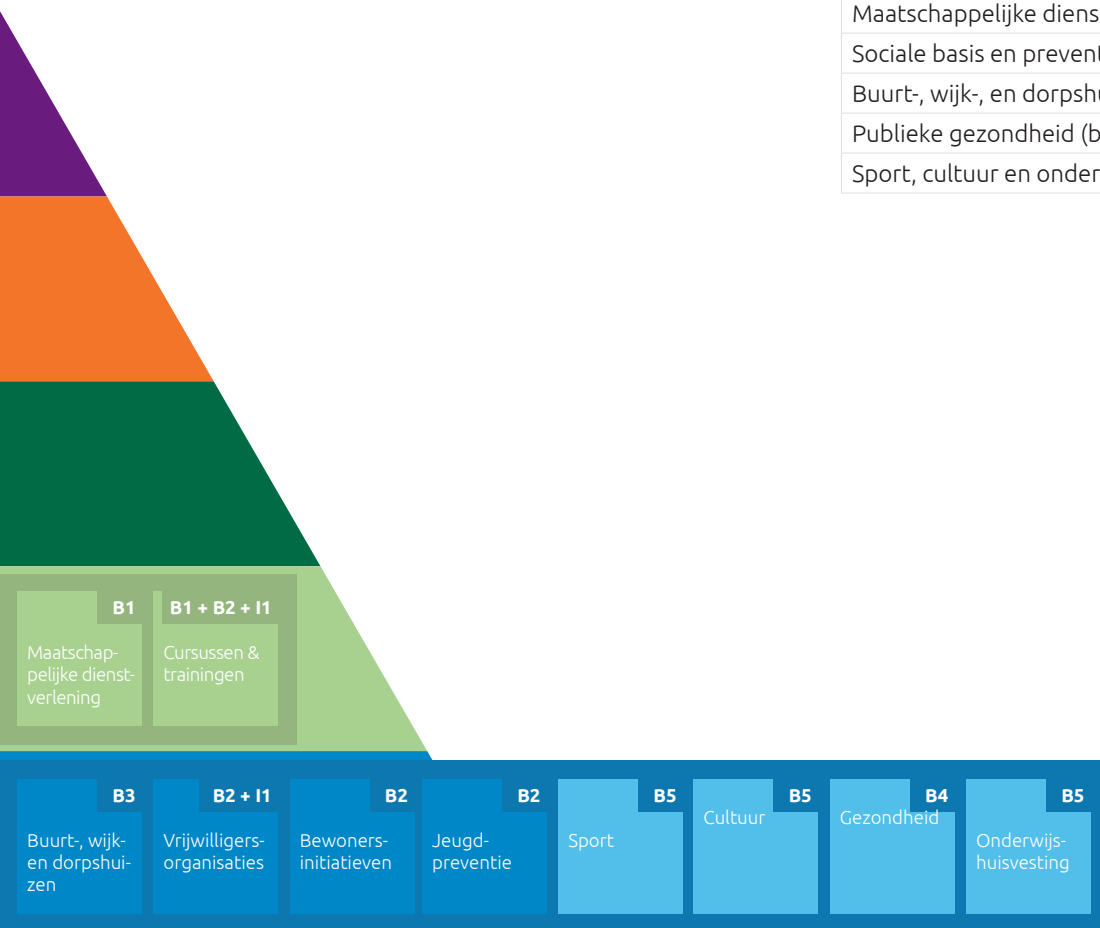 Maatschappelijke diens
Sociale basis en prevent
Buurt-, wijk-, en dorpshu
Publieke gezondheid (b
Sport, cultuur en onder
B1
Maatschap-
pelijke dienst-
verlening
B1 + B2 + I1
Cursussen &
trainingen
B3
Buurt-, wijk-
en dorpshui-
zen
B2 + I1
Vrijwilligers-
organisaties
B2
Bewoners-
initiatieven
B2
Jeugd-
preventie
B5
Sport
B5
Cultuur
B4
Gezondheid
B5
Onderwijs-
huisvesting